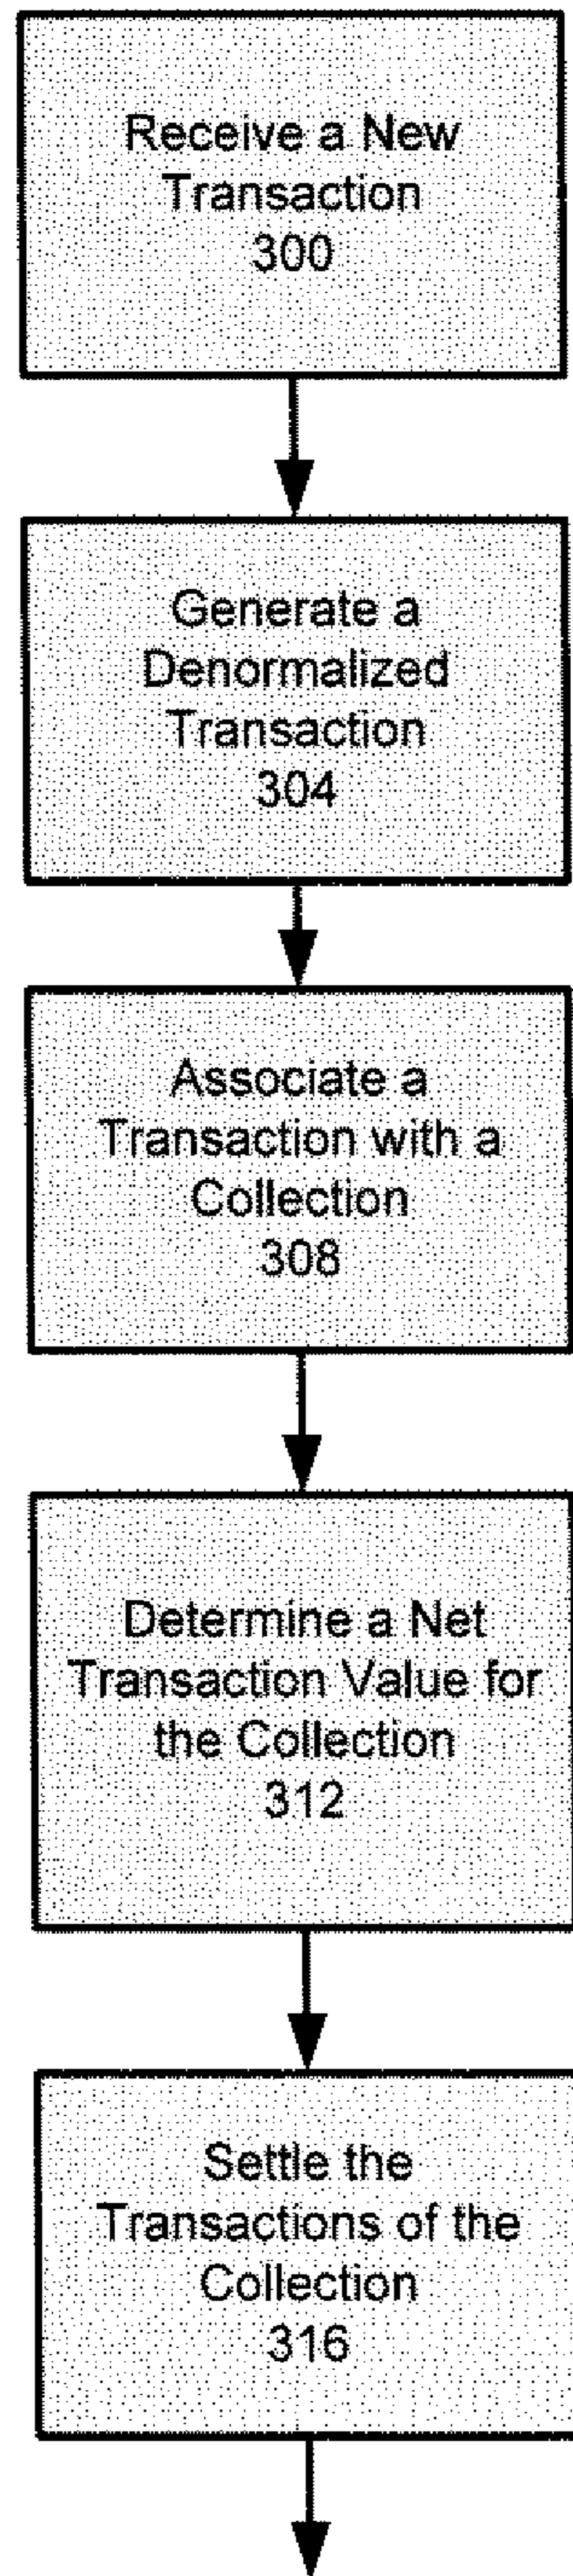 Receive a New
Transaction
300
Generate a
Denormalized
Transaction
304
Associate a
Transaction with a
Collection
308
Determine a Net
Transaction Value for
the Collection
312
Settle the
Transactions of the
Collection
316